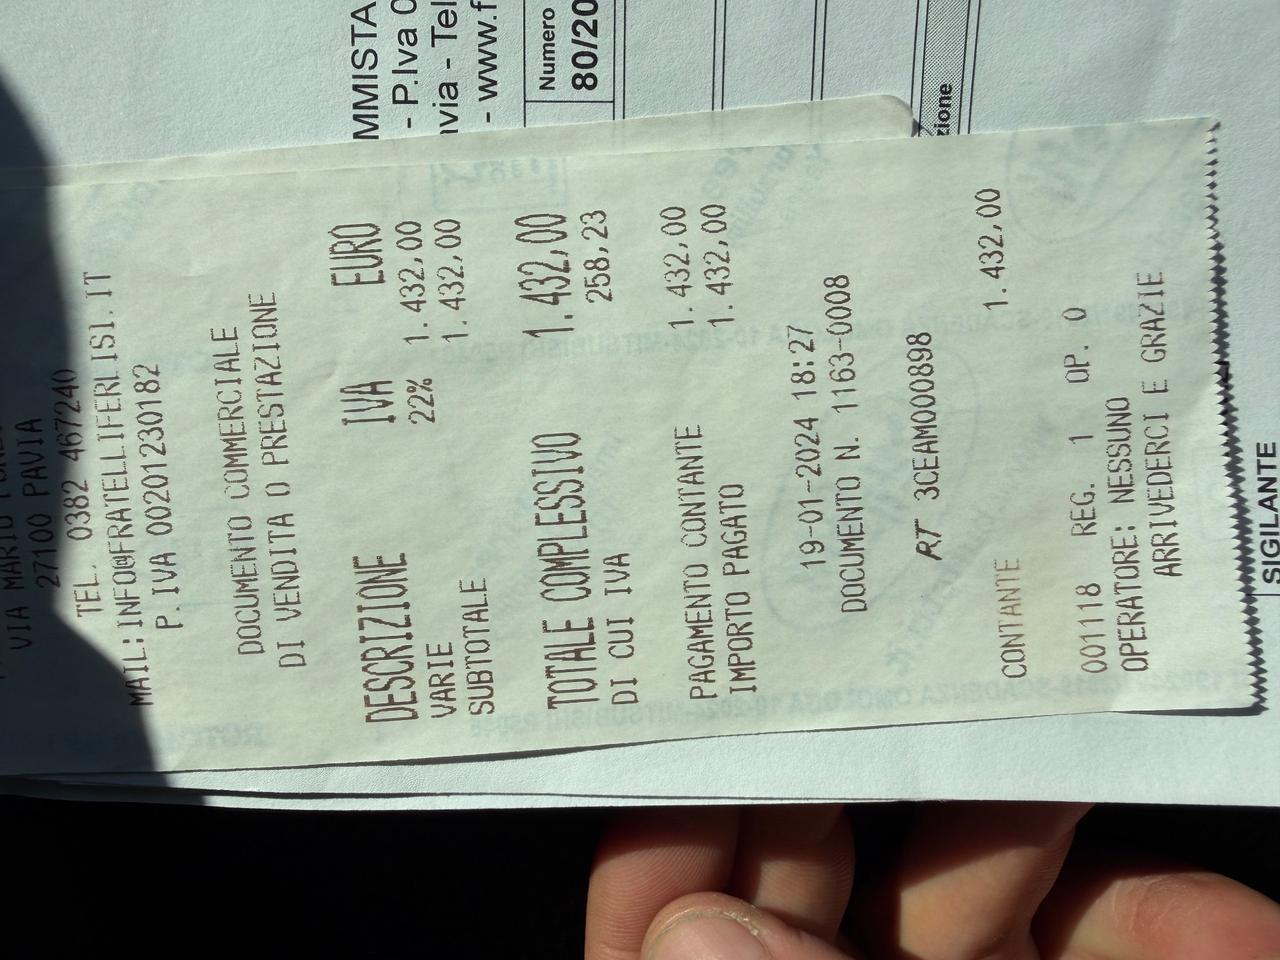 27100 PAVIA
TEL. 0382 467240
MAIL:INFO@FRATELLIFERLISI.IT
P.IVA 00201230182
DOCUMENTO COMMERCIALE
DI VENDITA O PRESTAZIONE
DESCRIZIONE IVA EURO
VARIE 22% 1.432,00
SUBTOTALE 1.432,00
TOTALE COMPLESSIVO 1.432,00
DI CUI IVA 258,23
PAGAMENTO CONTANTE 1.432,00
IMPORTO PAGATO 1.432,00
19-01-2024 18:27
DOCUMENTO N. 1163-0008
RT 3CEAM000898
CONTANTE 1.432,00
001118 REG. 1 OP. 0
OPERATORE: NESSUNO
ARRIVEDERCI E GRAZIE
MMISTA
- P.Iva 0
via - Tel
- www.f
Numero
80/20
zione
SIGILANTE